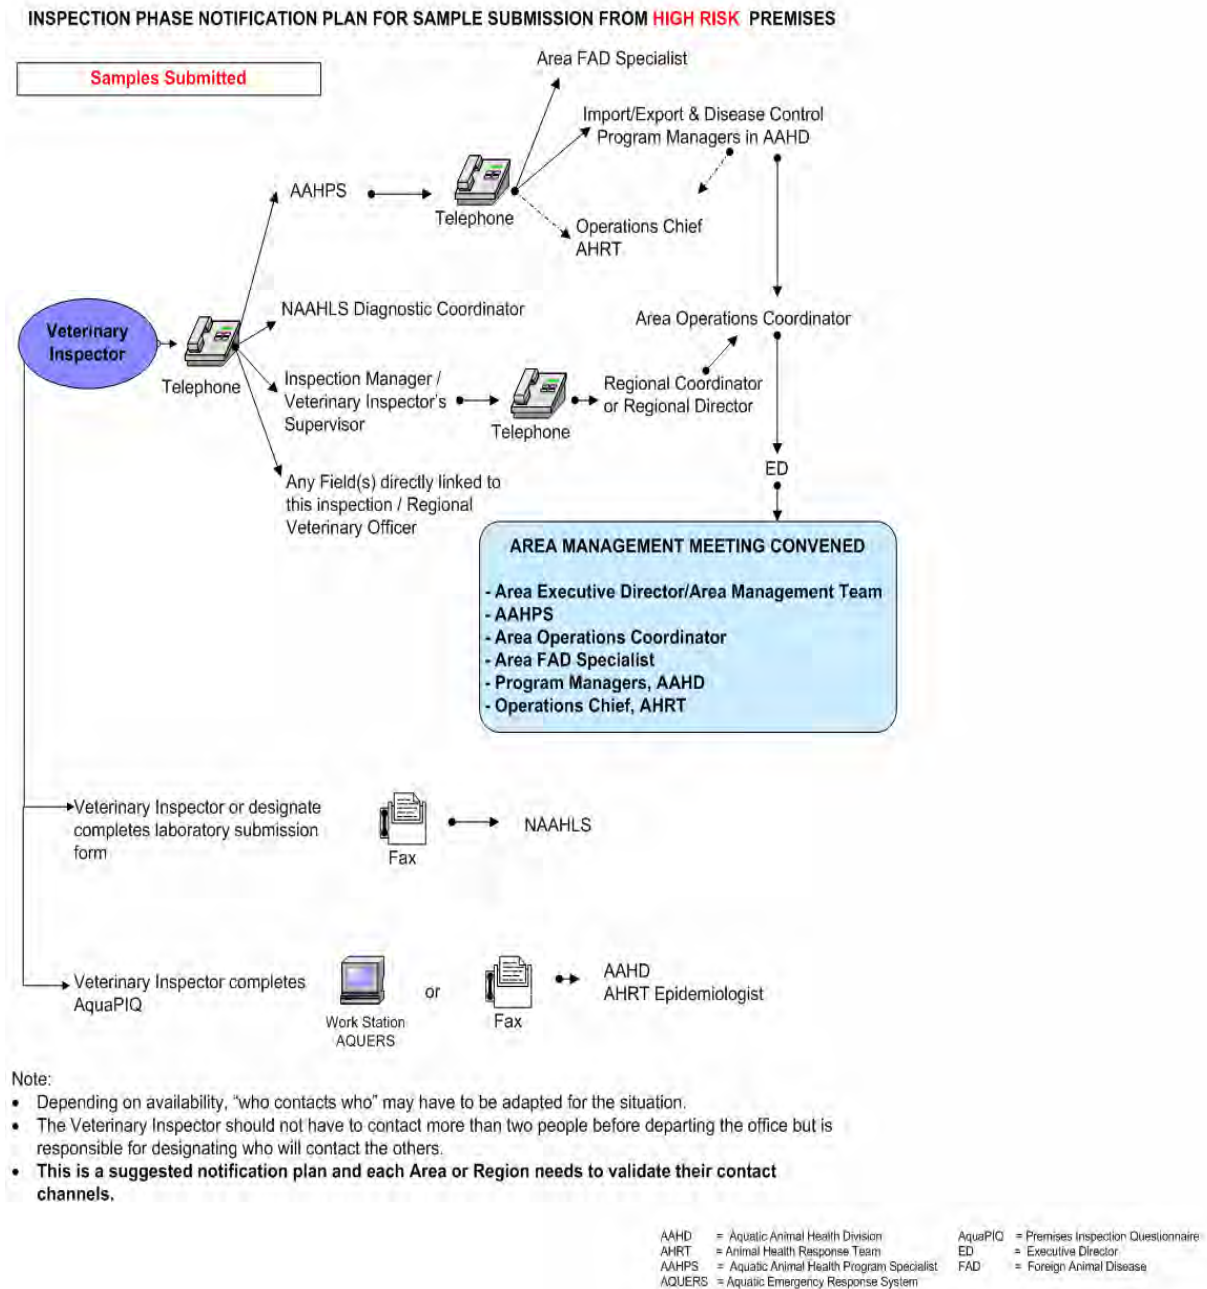 INSPECTION PHASE NOTIFICATION PLAN FOR SAMPLE SUBMISSION FROM HIGH RISK PREMISES
Samples Submitted
Area FAD Specialist
Import/Export & Disease Control
Program Managers in AAHD
AAHPS
Telephone
Operations Chief
AHRT
Veterinary
Inspector
Telephone
NAAHLS Diagnostic Coordinator
Area Operations Coordinator
Inspection Manager /
Veterinary Inspector's
Supervisor
Telephone
Regional Coordinator
or Regional Director
Any Field(s) directly linked to
this inspection / Regional
Veterinary Officer
ED
AREA MANAGEMENT MEETING CONVENED
- Area Executive Director/Area Management Team
- AAHPS
- Area Operations Coordinator
- Area FAD Specialist
- Program Managers, AAHD
- Operations Chief, AHRT
Veterinary Inspector or designate
completes laboratory submission
form
Fax
NAAHLS
Veterinary Inspector completes
AquaPIQ
Work Station
AQUERS
or
Fax
AAHD
AHRT Epidemiologist
Note:
• Depending on availability, “who contacts who” may have to be adapted for the situation.
• The Veterinary Inspector should not have to contact more than two people before departing the office but is
responsible for designating who will contact the others.
• This is a suggested notification plan and each Area or Region needs to validate their contact
channels.
AAHD = Aquatic Animal Health Division
AHRT = Animal Health Response Team
AAHPS = Aquatic Animal Health Program Specialist
AQUERS = Aquatic Emergency Response System
AquaPIQ = Premises Inspection Questionnaire
ED = Executive Director
FAD = Foreign Animal Disease